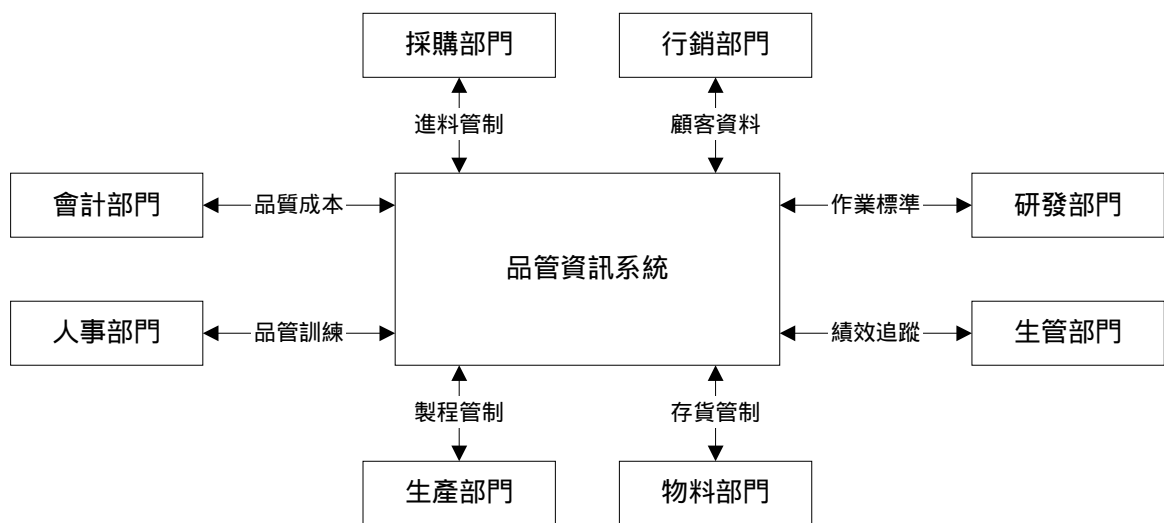 採購部門
行銷部門
進料管制
顧客資料
會計部門
品質成本
作業標準
研發部門
品管資訊系統
人事部門
品管訓練
績效追蹤
生管部門
製程管制
存貨管制
生產部門
物料部門